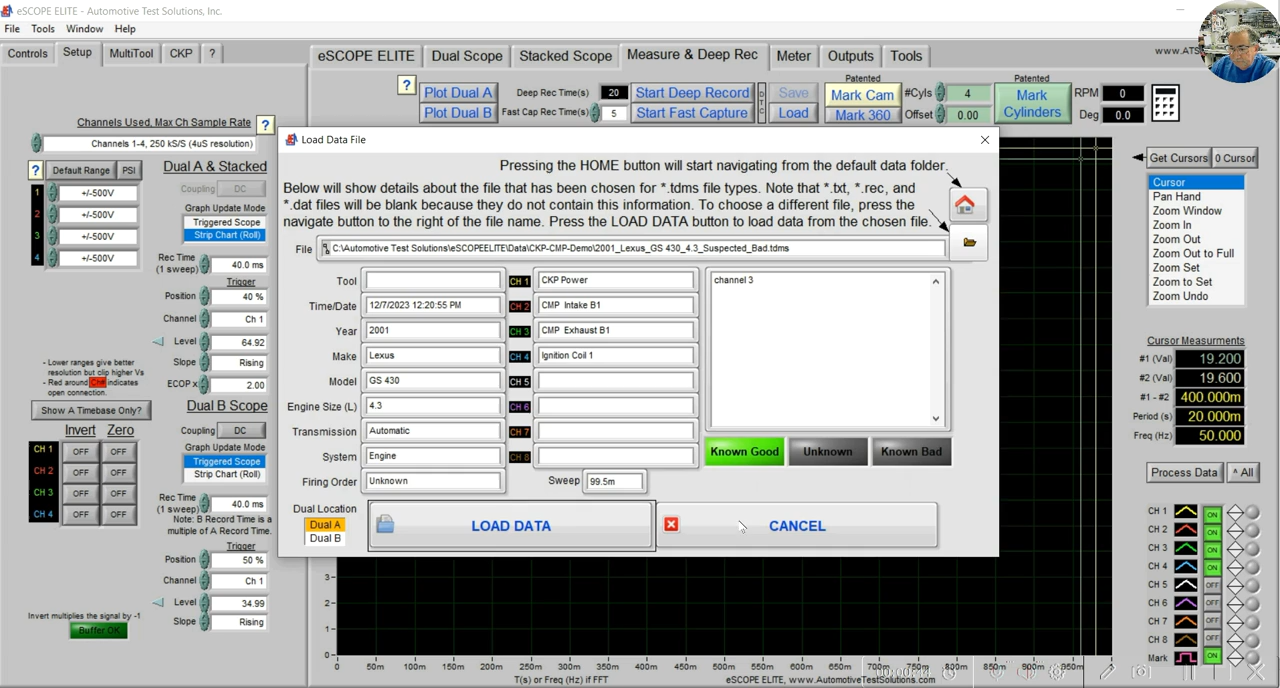 eSCOPE ELITE - Automotive Test Solutions, Inc.
File Tools Window Help
Controls Setup MultiTool CKP ?
eSCOPE ELITE Dual Scope Stacked Scope Measure & Deep Rec Meter Outputs Tools
www.ATS
? Plot Dual A Deep Rec Time(s) 20 Start Deep Record DTC Save Patented Mark Cam #Cyls 4 Patented Mark Cylinders RPM 0
Plot Dual B Fast Cap Rec Time(s) 5 Start Fast Capture Load Mark 360 Offset 0.00 Deg 0.0
Channels Used, Max Ch Sample Rate ?
Channels 1-4, 250 kS/S (4uS resolution)
? Default Range PSI
1 +/-500V
2 +/-500V
3 +/-500V
4 +/-500V
Dual A & Stacked
Coupling DC
Graph Update Mode
Triggered Scope
Strip Chart (Roll)
Rec Time (1 sweep) 40.0 ms
Trigger
Position 40 %
Channel Ch 1
Level 64.92
Slope Rising
ECOP x 2.00
- Lower ranges give better
resolution but clip higher Vs
- Red around Ch# indicates
open connection.
Show A Timebase Only?
Invert Zero
CH 1 OFF OFF
CH 2 OFF OFF
CH 3 OFF OFF
CH 4 OFF OFF
Dual B Scope
Coupling DC
Graph Update Mode
Triggered Scope
Strip Chart (Roll)
Rec Time (1 sweep) 40.0 ms
Note: B Record Time is a
multiple of A Record Time.
Trigger
Position 50 %
Channel Ch 1
Level 34.99
Slope Rising
Invert multiplies the signal by -1
Buffer OK
Load Data File
Pressing the HOME button will start navigating from the default data folder.
Below will show details about the file that has been chosen for *.tdms file types. Note that *.txt, *.rec, and
*.dat files will be blank because they do not contain this information. To choose a different file, press the
navigate button to the right of the file name. Press the LOAD DATA button to load data from the chosen file.
File C:\Automotive Test Solutions\eSCOPEELITE\Data\CKP-CMP-Demo\2001_Lexus_GS 430_4.3_Suspected_Bad.tdms
Tool CH 1 CKP Power
Time/Date 12/7/2023 12:20:55 PM CH 2 CMP Intake B1
Year 2001 CH 3 CMP Exhaust B1
Make Lexus CH 4 Ignition Coil 1
Model GS 430 CH 5
Engine Size (L) 4.3 CH 6
Transmission Automatic CH 7
System Engine CH 8
Firing Order Unknown Sweep 99.5m
channel 3
Known Good Unknown Known Bad
Dual Location
Dual A
Dual B
LOAD DATA CANCEL
Get Cursors 0 Cursor
Cursor
Pan Hand
Zoom Window
Zoom In
Zoom Out
Zoom Out to Full
Zoom Set
Zoom to Set
Zoom Undo
Cursor Measurments
#1 (Val) 19.200
#2 (Val) 19.600
#1 - #2 400.000m
Period (s) 20.000m
Freq (Hz) 50.000
Process Data ^ All
CH 1 ON
CH 2 ON
CH 3 ON
CH 4 ON
CH 5 OFF
CH 6 OFF
CH 7 OFF
CH 8 OFF
Mark ON
3
2
1
0
0 50m 100m 150m 200m 250m 300m 350m 400m 450m 500m 550m 600m 650m 700m 750m 800m 850m 900m 950m 1
T(s) or Freq (Hz) if FFT eSCOPE ELITE, www.AutomotiveTestSolutions.com